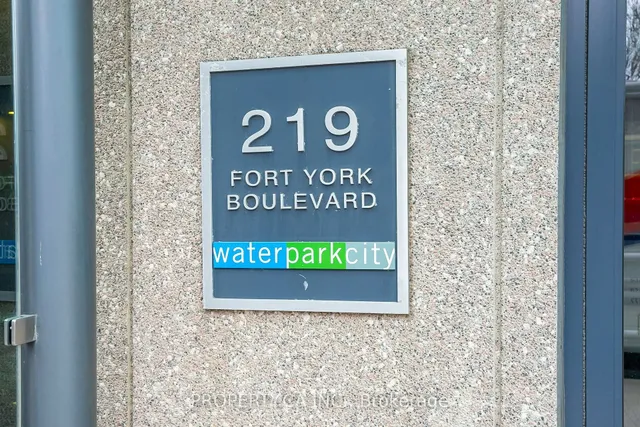 219
FORT YORK
BOULEVARD
waterparkcity
PROPERTY.CA INC., Brokerage